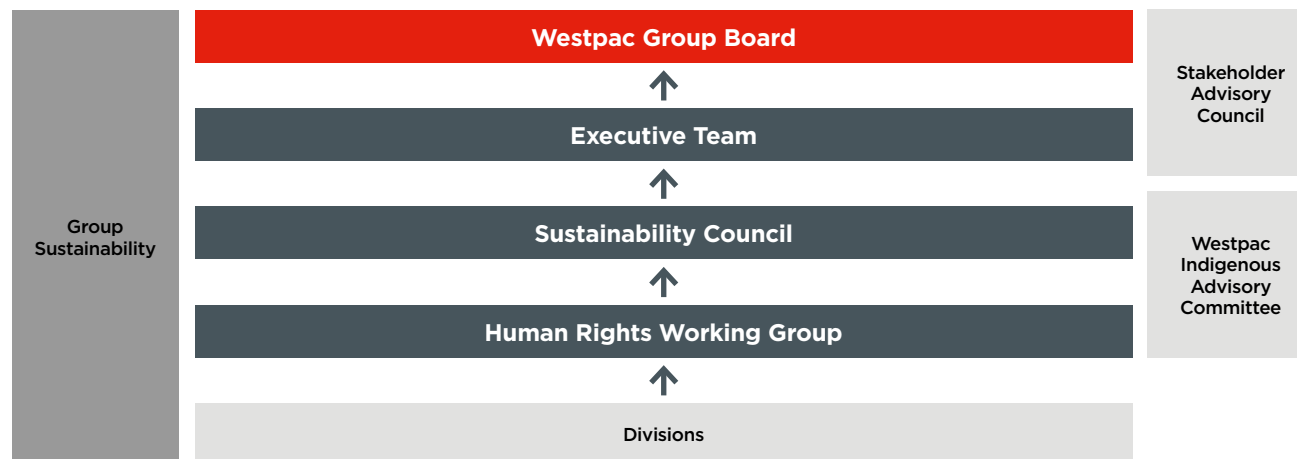 Group
Sustainability
Westpac Group Board
Executive Team
Sustainability Council
Human Rights Working Group
Divisions
Stakeholder
Advisory
Council
Westpac
Indigenous
Advisory
Committee